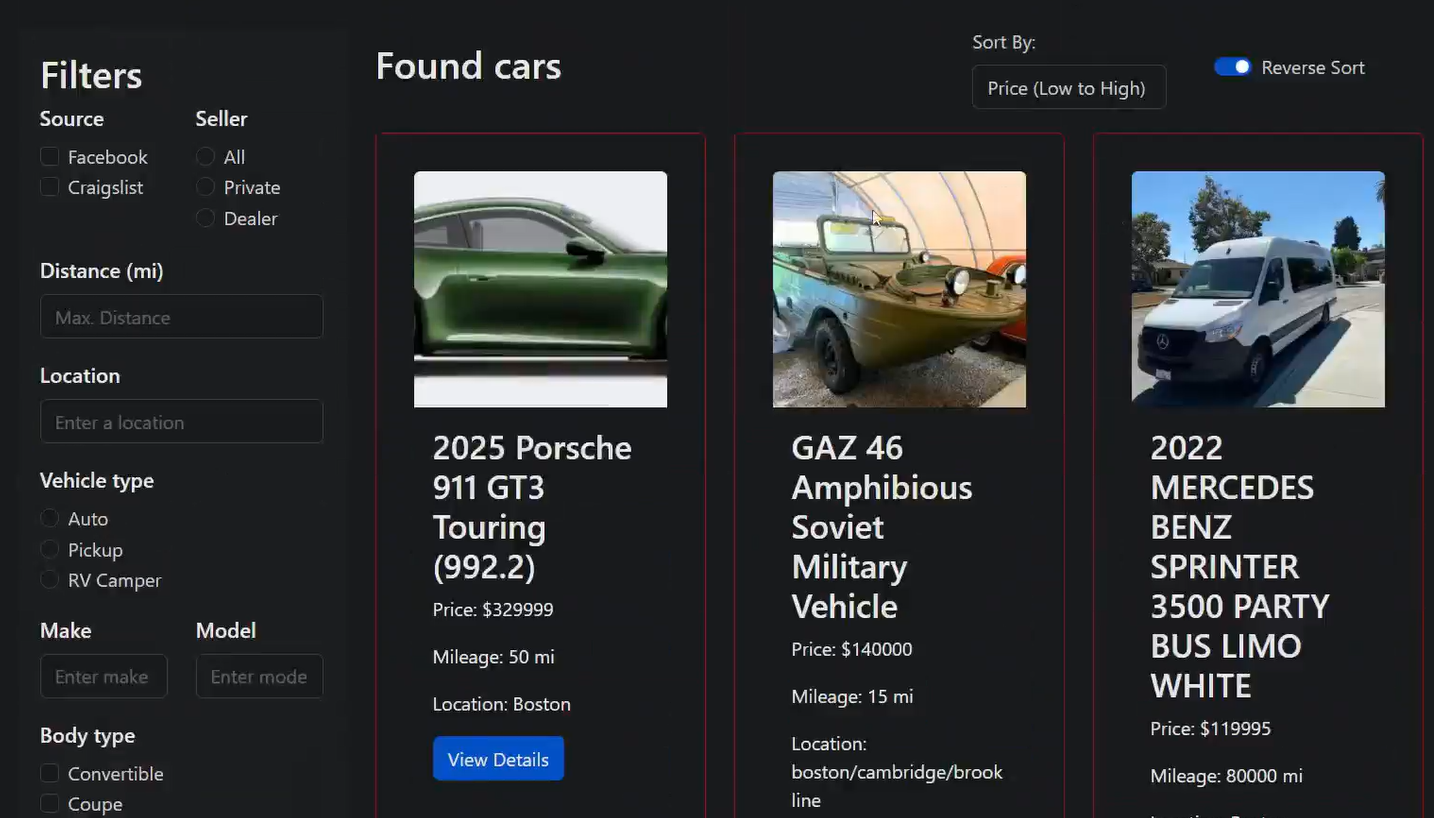 Filters
Source
Seller
Facebook
All
Craigslist
Private
Dealer
Distance (mi)
Max. Distance
Location
Enter a location
Vehicle type
Auto
Pickup
RV Camper
Make
Model
Enter make
Enter mode
Body type
Convertible
Coupe
Found cars
Sort By:
Price (Low to High)
Reverse Sort
2025 Porsche
911 GT3
Touring
(992.2)
Price: $329999
Mileage: 50 mi
Location: Boston
View Details
GAZ 46
Amphibious
Soviet
Military
Vehicle
Price: $140000
Mileage: 15 mi
Location:
boston/cambridge/brook
line
2022
MERCEDES
BENZ
SPRINTER
3500 PARTY
BUS LIMO
WHITE
Price: $119995
Mileage: 80000 mi